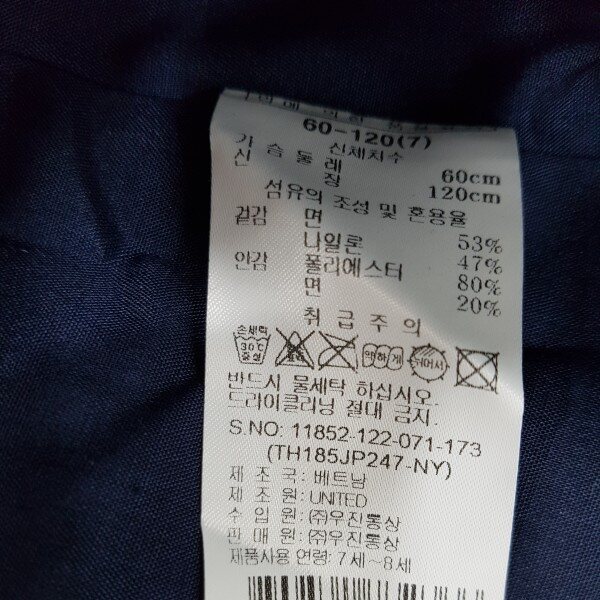 60-120(7)
신체치수
가 슴 둘 레 60cm
신 장 120cm
섬유의 조성 및 혼용율
겉감 면 53%
나일론 47%
안감 폴리에스터 80%
면 20%
취 급 주 의
손세탁 30℃ 중성
약하게
뉘어서
반드시 물세탁 하십시오.
드라이클리닝 절대 금지.
S.NO: 11852-122-071-173
(TH185JP247-NY)
제 조 국: 베트남
제 조 원: UNITED
수 입 원: ㈜우진통상
판 매 원: ㈜우진통상
제품사용 연령: 7세~8세